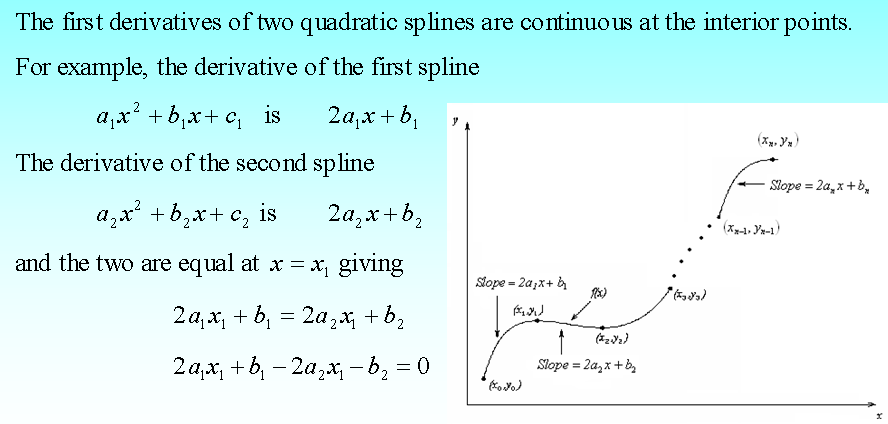 The first derivatives of two quadratic splines are continuous at the interior points.
For example, the derivative of the first spline
a₁x² + b₁x + c₁ is 2a₁x + b₁
The derivative of the second spline
a₂x² + b₂x + c₂ is 2a₂x + b₂
and the two are equal at x = x₁ giving
2a₁x₁ + b₁ = 2a₂x₁ + b₂
2a₁x₁ + b₁ − 2a₂x₁ − b₂ = 0
y
(xₙ, yₙ)
Slope = 2aₙx + bₙ
(xₙ₋₁, yₙ₋₁)
Slope = 2a₁x + b₁
f(x)
(x₃,y₃)
(x₁,y₁)
(x₂,y₂)
Slope = 2a₂x + b₂
(x₀,y₀)
x